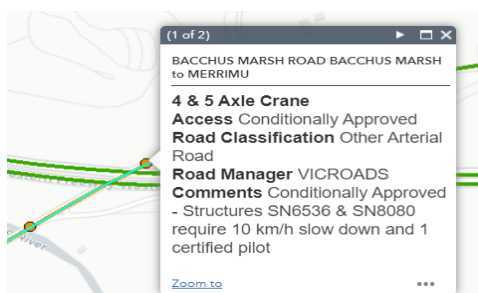 (1 of 2)
BACCHUS MARSH ROAD BACCHUS MARSH
to MERRIMU
4 & 5 Axle Crane
Access Conditionally Approved
Road Classification Other Arterial
Road
Road Manager VICROADS
Comments Conditionally Approved
- Structures SN6536 & SN8080
require 10 km/h slow down and 1
certified pilot
Zoom to
River